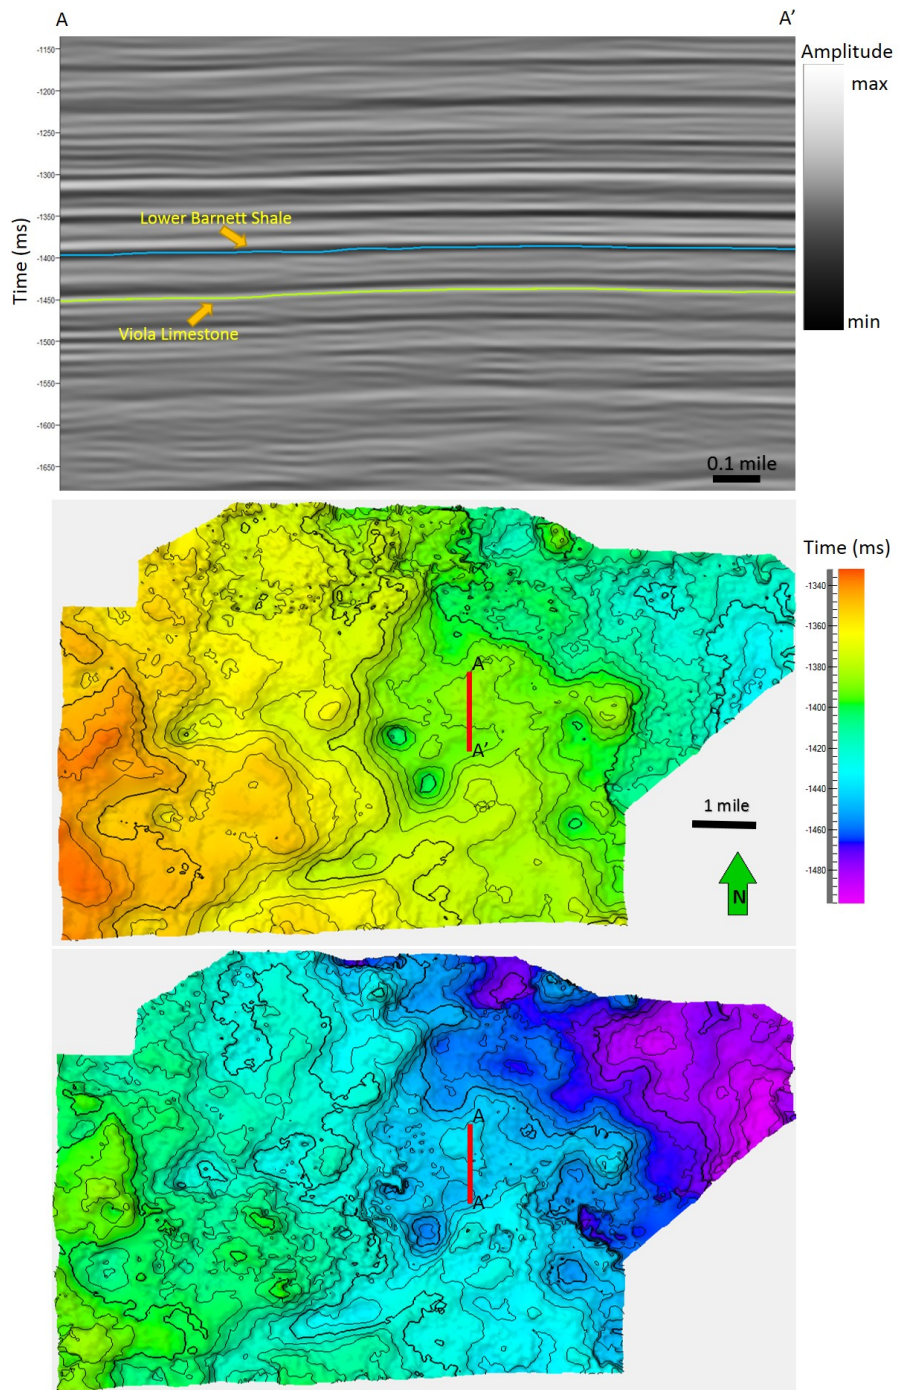 A
A’
Amplitude
max
min
Time (ms)
-1150
-1200
-1250
-1300
-1350
-1400
-1450
-1500
-1550
-1600
-1650
Lower Barnett Shale
Viola Limestone
0.1 mile
Time (ms)
-1340
-1360
-1380
-1400
-1420
-1440
-1460
-1480
A
A’
1 mile
N
A
A’